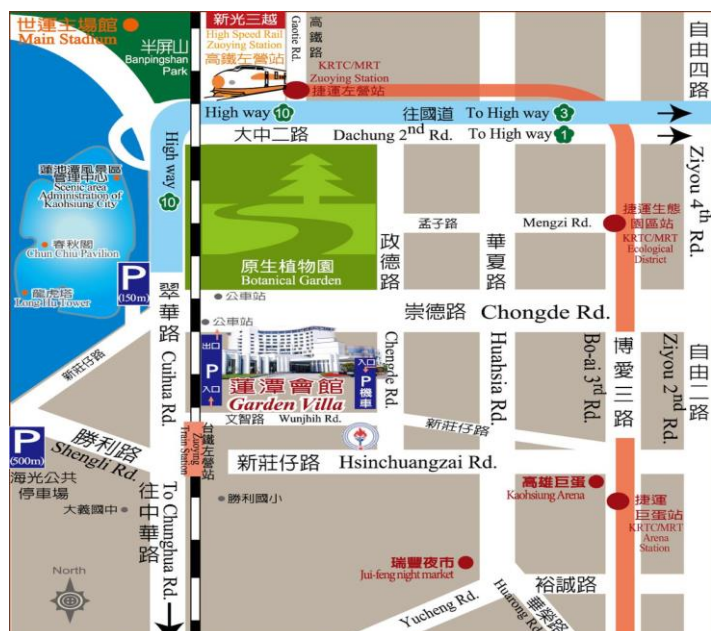 世運主場館
Main Stadium
半屏山
Banpingshan
Park
新光三越
High Speed Rail
Zuoying Station
高鐵左營站
Gaotie Rd.
高鐵路
KRTC/MRT
Zuoying Station
捷運左營站
自由四路
High way 10
往國道
To High way 3
High way 10
大中二路
Dachung 2nd Rd.
To High way 1
Ziyou 4th Rd.
蓮池潭風景區
管理中心
Scenic area
Administration of
Kaohsiung City
春秋閣
Chun Chiu Pavilion
龍虎塔
Long Hu Tower
P
(150m)
原生植物園
Botanical Garden
政德路
孟子路
Mengzi Rd.
華夏路
捷運生態
園區站
KRTC/MRT
Ecological
District
公車站
公車站
崇德路 Chongde Rd.
翠華路
Cuihua Rd.
新莊仔路
出口
P
入口
入口
P
機車
蓮潭會館
Garden Villa
文智路 Wunjhih Rd.
Chengde Rd.
Huahsia Rd.
新莊仔路
Bo-ai 3rd Rd.
博愛三路
Ziyou 2nd Rd.
自由二路
P
(500m)
海光公共
停車場
勝利路
Shengli Rd.
大義國中
往中華路
To Chunghua Rd.
Zuoying
Train Station
台鐵左營站
新莊仔路 Hsinchuangzai Rd.
勝利國小
高雄巨蛋
Kaohsiung Arena
捷運
巨蛋站
KRTC/MRT
Arena
Station
瑞豐夜市
Jui-feng night market
Yucheng Rd.
裕誠路
華榮路
Huarong Rd.
North